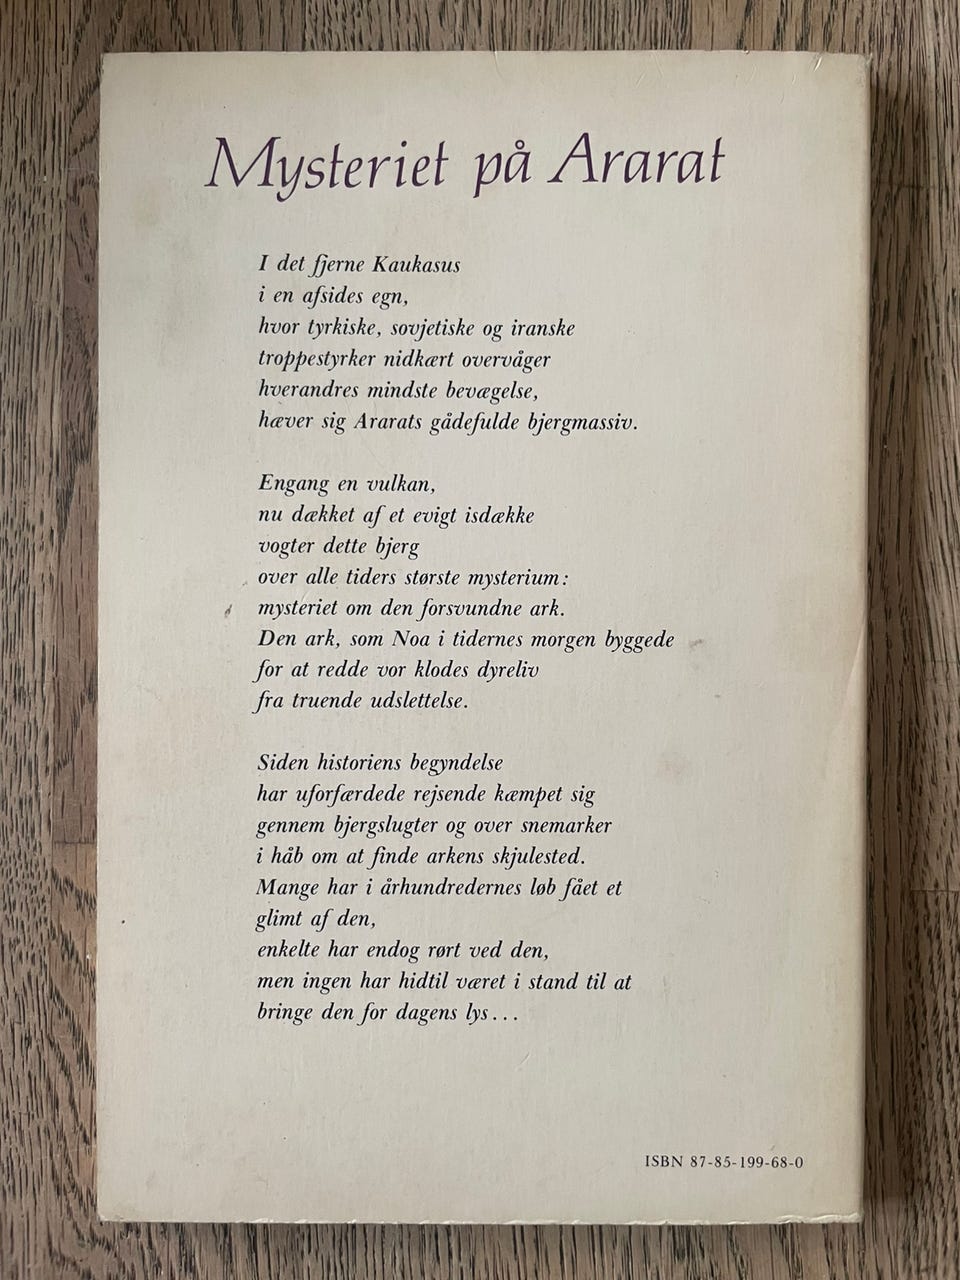 Mysteriet på Ararat
I det fjerne Kaukasus
i en afsides egn,
hvor tyrkiske, sovjetiske og iranske
troppestyrker nidkært overvåger
hverandres mindste bevægelse,
hæver sig Ararats gådefulde bjergmassiv.
Engang en vulkan,
nu dækket af et evigt isdække
vogter dette bjerg
over alle tiders største mysterium:
mysteriet om den forsvundne ark.
Den ark, som Noa i tidernes morgen byggede
for at redde vor klodes dyreliv
fra truende udslettelse.
Siden historiens begyndelse
har uforfærdede rejsende kæmpet sig
gennem bjergslugter og over snemarker
i håb om at finde arkens skjulested.
Mange har i århundredernes løb fået et
glimt af den,
enkelte har endog rørt ved den,
men ingen har hidtil været i stand til at
bringe den for dagens lys...
ISBN 87-85-199-68-0